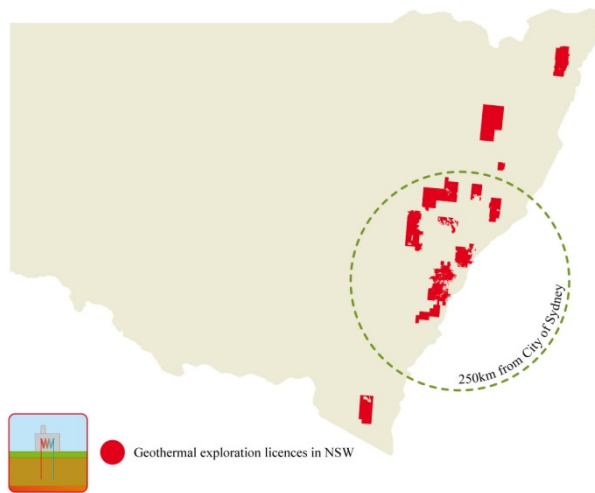 250km from City of Sydney
Geothermal exploration licences in NSW